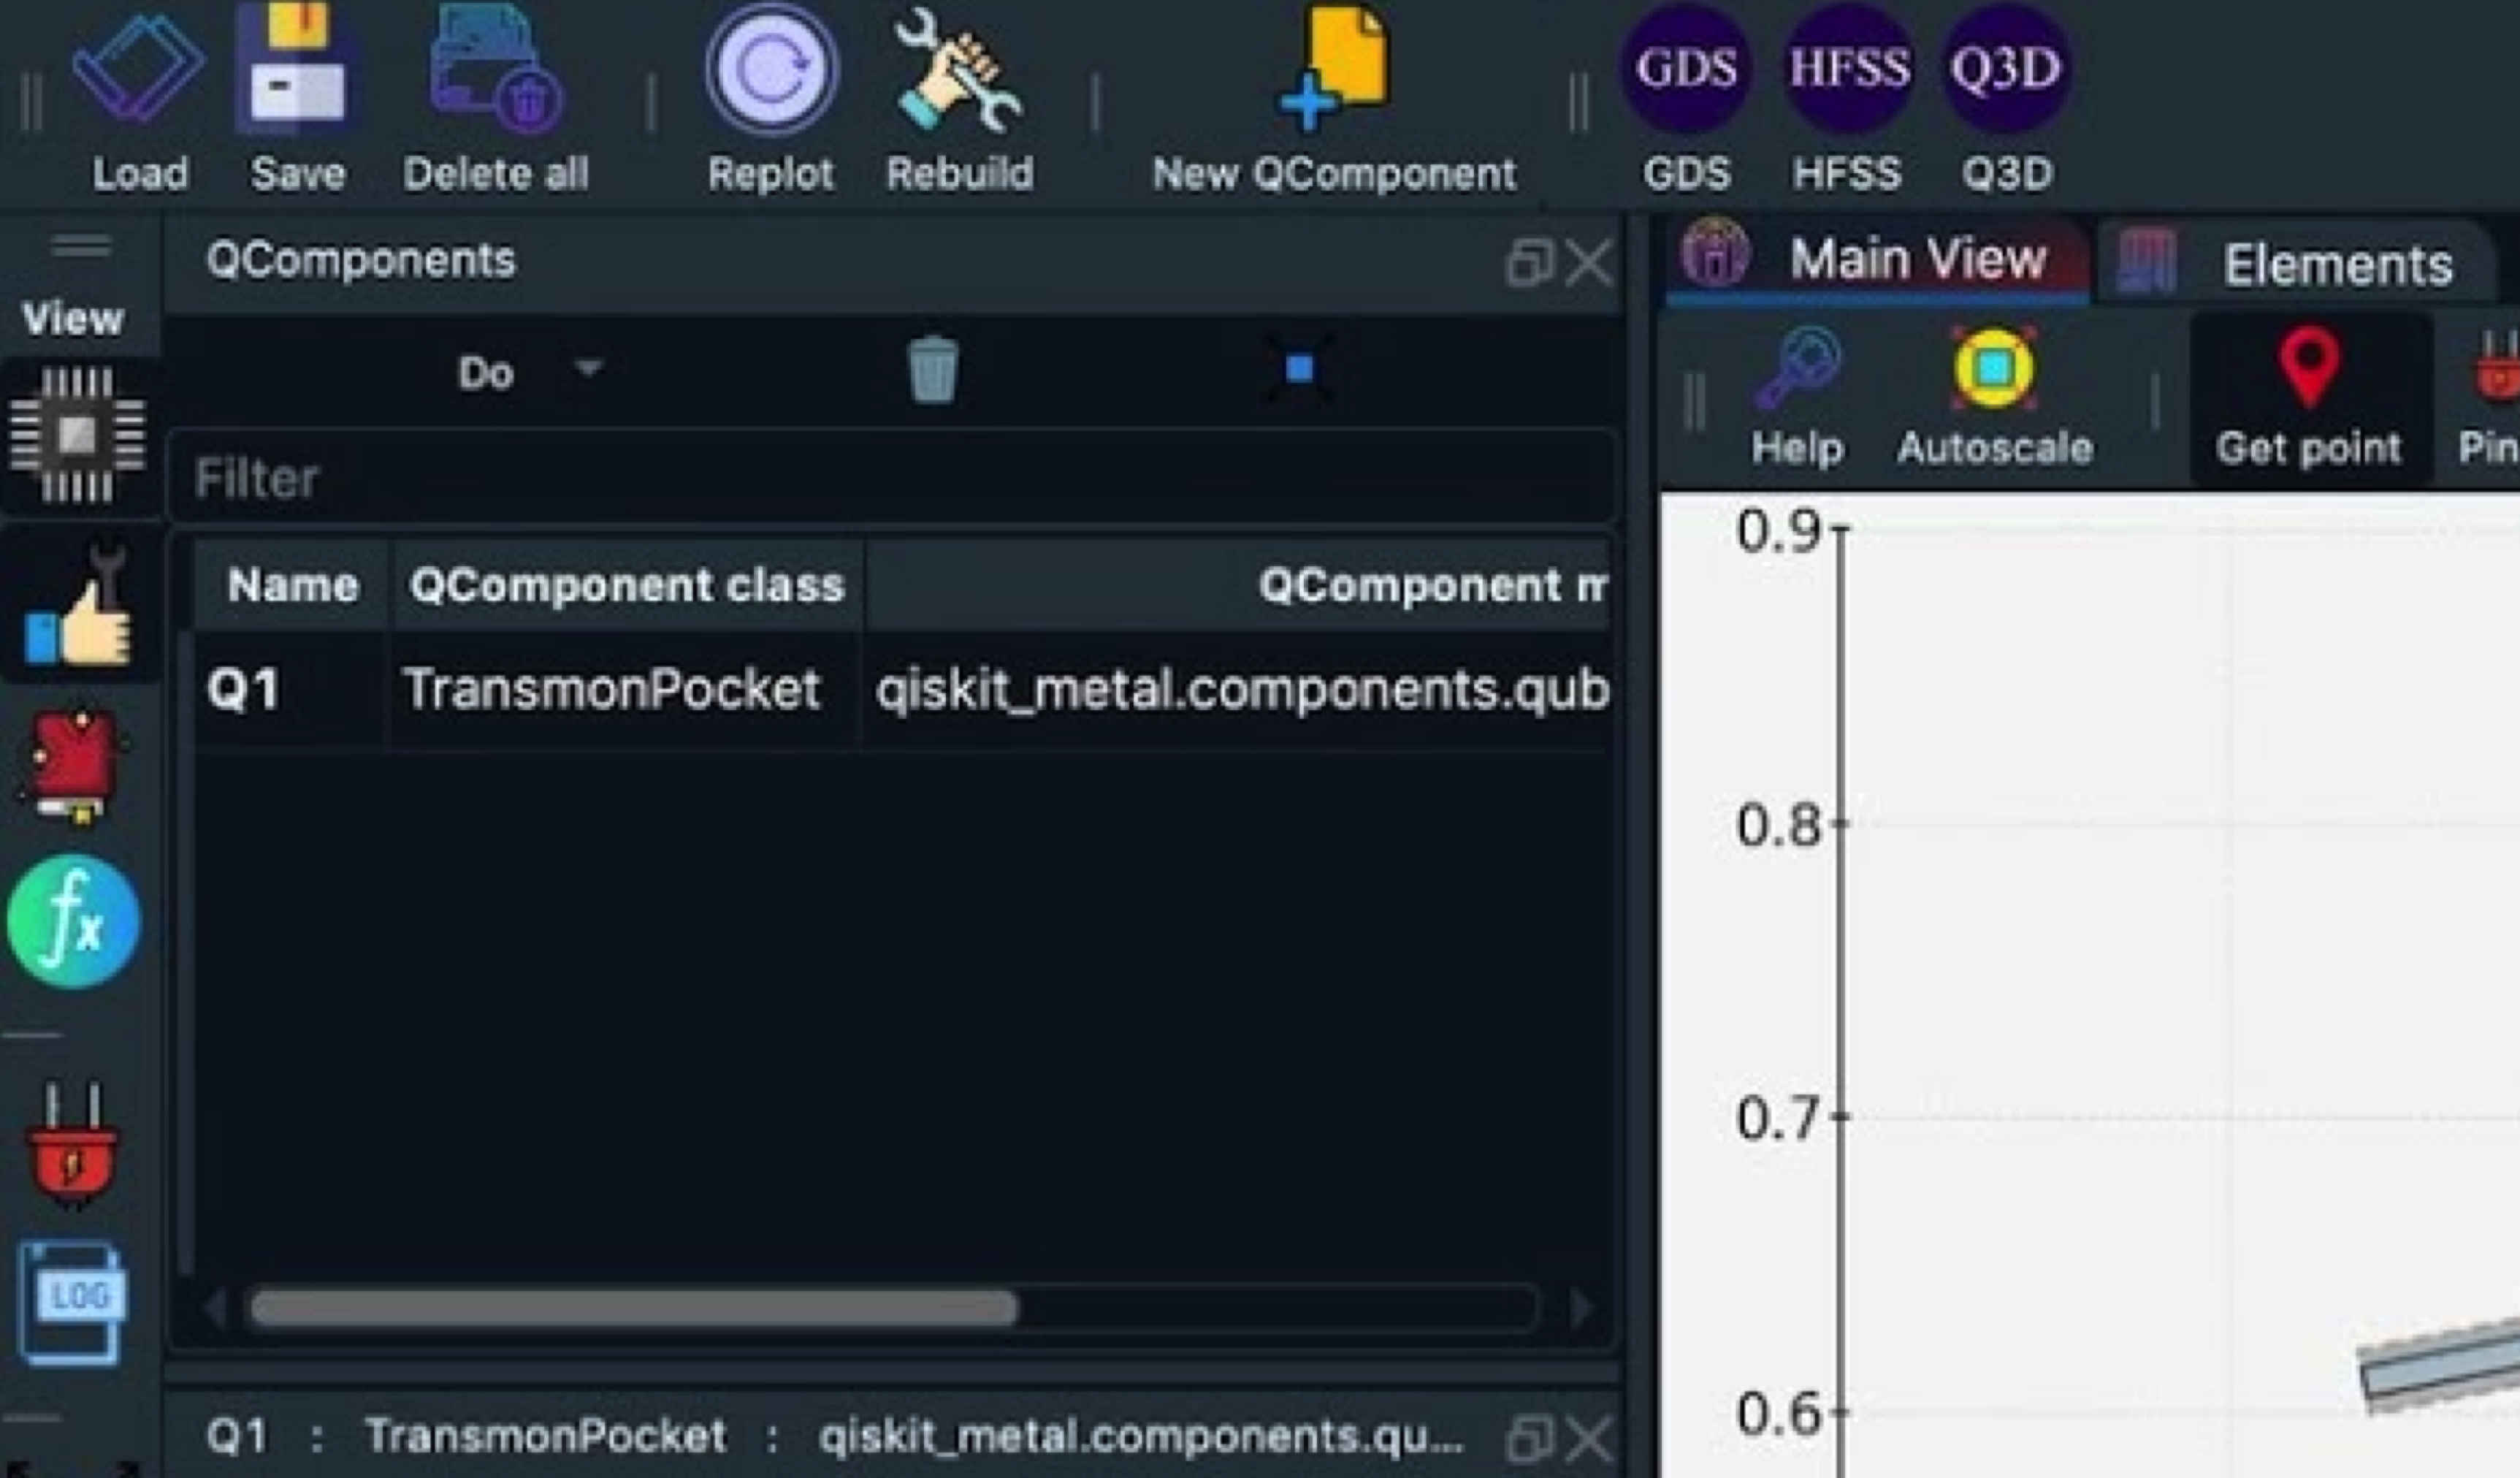 GDS HFSS Q3D
Load Save Delete all Replot Rebuild New QComponent GDS HFSS Q3D
QComponents
Main View Elements
View
Do
Help Autoscale Get point Pin
Filter
Name QComponent class QComponent m
Q1 TransmonPocket qiskit_metal.components.qub
fx
LOG
Q1 : TransmonPocket : qiskit_metal.components.qu...
0.9
0.8
0.7
0.6